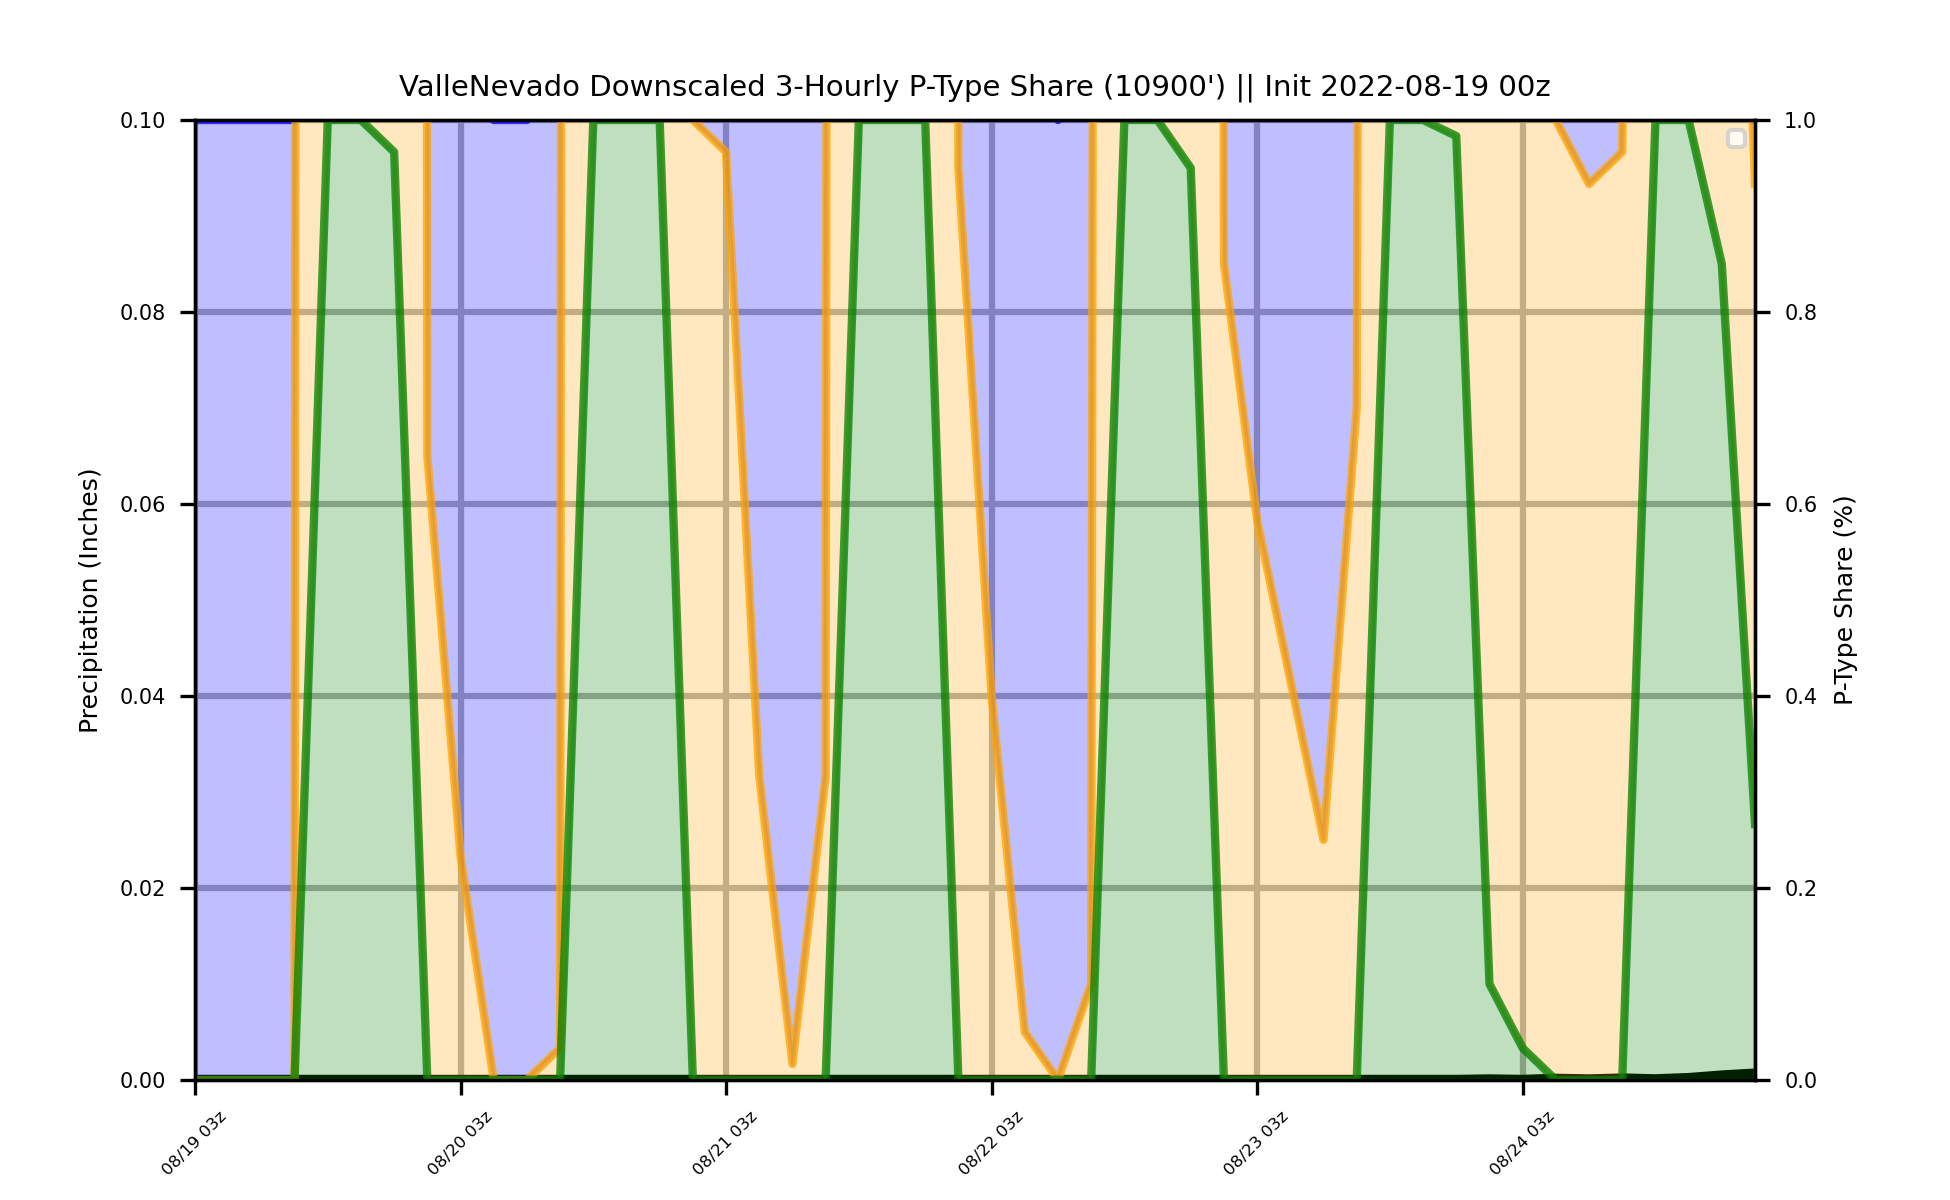 ValleNevado Downscaled 3-Hourly P-Type Share (10900') || Init 2022-08-19 00z
0.10
0.08
0.06
0.04
0.02
0.00
Precipitation (Inches)
1.0
0.8
0.6
0.4
0.2
0.0
P-Type Share (%)
08/19 03z
08/20 03z
08/21 03z
08/22 03z
08/23 03z
08/24 03z